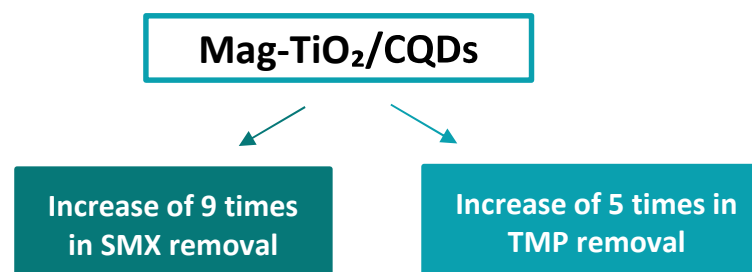 Mag-TiO₂/CQDs
Increase of 9 times
in SMX removal
Increase of 5 times in
TMP removal